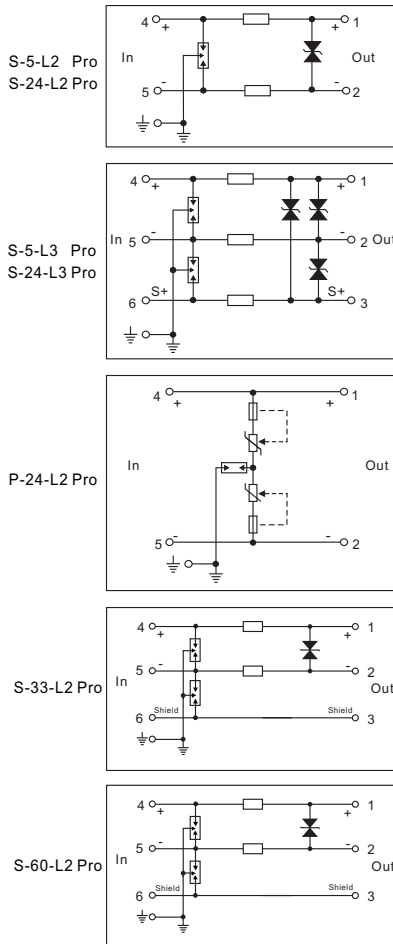 S-5-L2 Pro
S-24-L2 Pro
4 + + 1
In Out
5 - - 2
S-5-L3 Pro
S-24-L3 Pro
4 + + 1
In 5 - - 2 Out
6 S+ S+ 3
P-24-L2 Pro
4 + + 1
In Out
5 - - 2
S-33-L2 Pro
4 + + 1
5 - In - 2
Out
6 Shield Shield 3
S-60-L2 Pro
4 + + 1
5 - In - 2
Out
6 Shield Shield 3